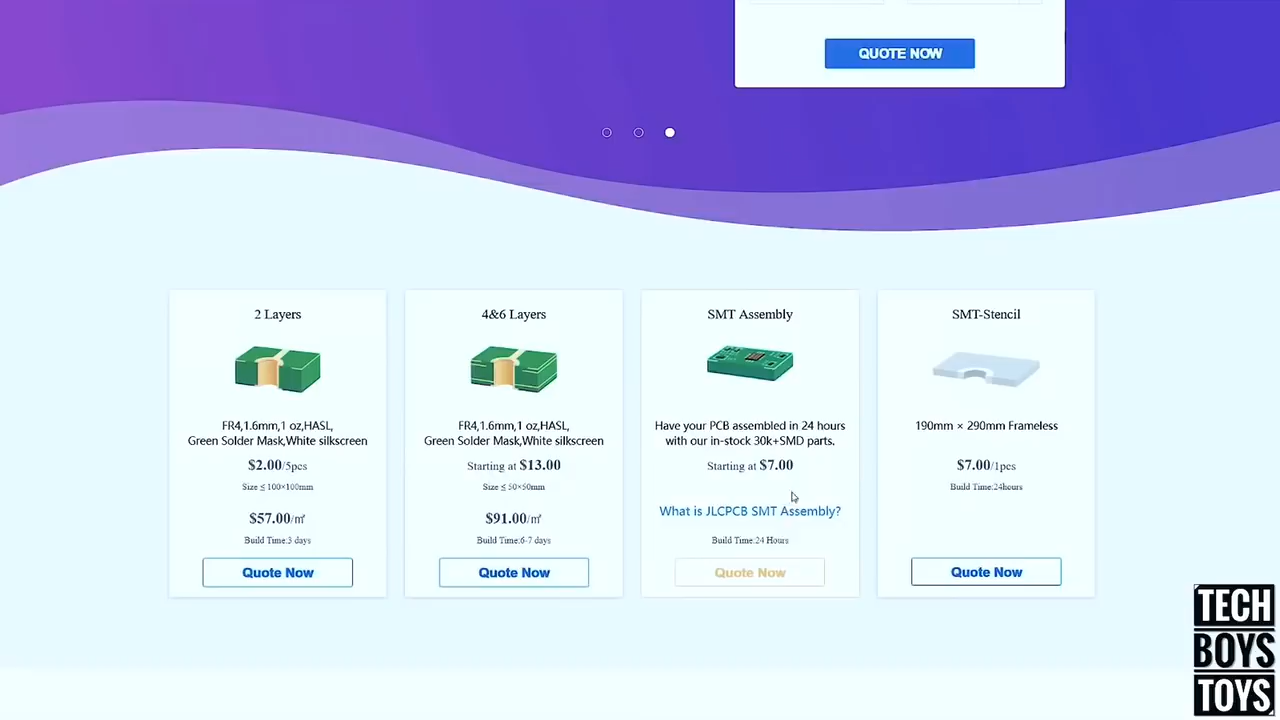 QUOTE NOW
2 Layers
FR4,1.6mm,1 oz,HASL,
Green Solder Mask,White silkscreen
$2.00/5pcs
Size ≤ 100×100mm
$57.00/㎡
Build Time:3 days
Quote Now
4&6 Layers
FR4,1.6mm,1 oz,HASL,
Green Solder Mask,White silkscreen
Starting at $13.00
Size ≤ 50×50mm
$91.00/㎡
Build Time:6-7 days
Quote Now
SMT Assembly
Have your PCB assembled in 24 hours
with our in-stock 30k+SMD parts.
Starting at $7.00
What is JLCPCB SMT Assembly?
Build Time:24 Hours
Quote Now
SMT-Stencil
190mm × 290mm Frameless
$7.00/1pcs
Build Time:24hours
Quote Now
TECH
BOYS
TOYS